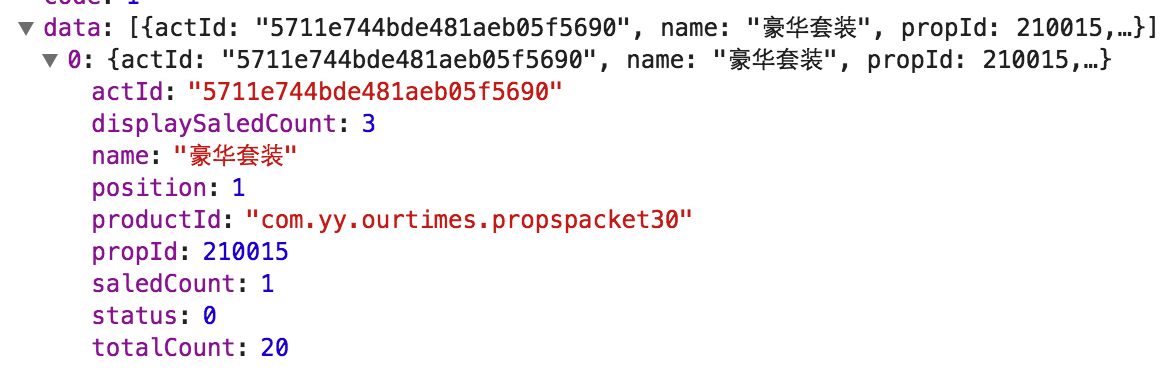 code: 1
data: [{actId: "5711e744bde481aeb05f5690", name: "豪华套装", propId: 210015,…}]
0: {actId: "5711e744bde481aeb05f5690", name: "豪华套装", propId: 210015,…}
actId: "5711e744bde481aeb05f5690"
displaySaledCount: 3
name: "豪华套装"
position: 1
productId: "com.yy.ourtimes.propspacket30"
propId: 210015
saledCount: 1
status: 0
totalCount: 20